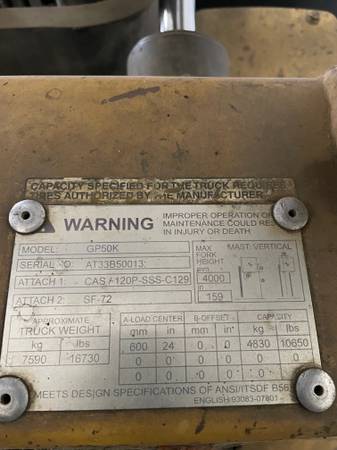 CAPACITY SPECIFIED FOR THE TRUCK REQUIRES
TIRES AUTHORIZED BY THE MANUFACTURER
WARNING
IMPROPER OPERATION OR
MAINTENANCE COULD RESULT
IN INJURY OR DEATH
MODEL: GP50K
SERIAL NO: AT33B50013
ATTACH 1: CAS 120P-SSS-C129
ATTACH 2: SF-72
MAX FORK HEIGHT
MAST: VERTICAL
mm 4000
in 159
APPROXIMATE TRUCK WEIGHT
kg lbs
7590 16730
A-LOAD CENTER B-OFFSET CAPACITY
mm in mm in kg lbs
600 24 0 0 4830 10650
0 0 0 0 0 0
0 0 0 0 0 0
MEETS DESIGN SPECIFICATIONS OF ANSI/ITSDF B56
ENGLISH 93083-07801